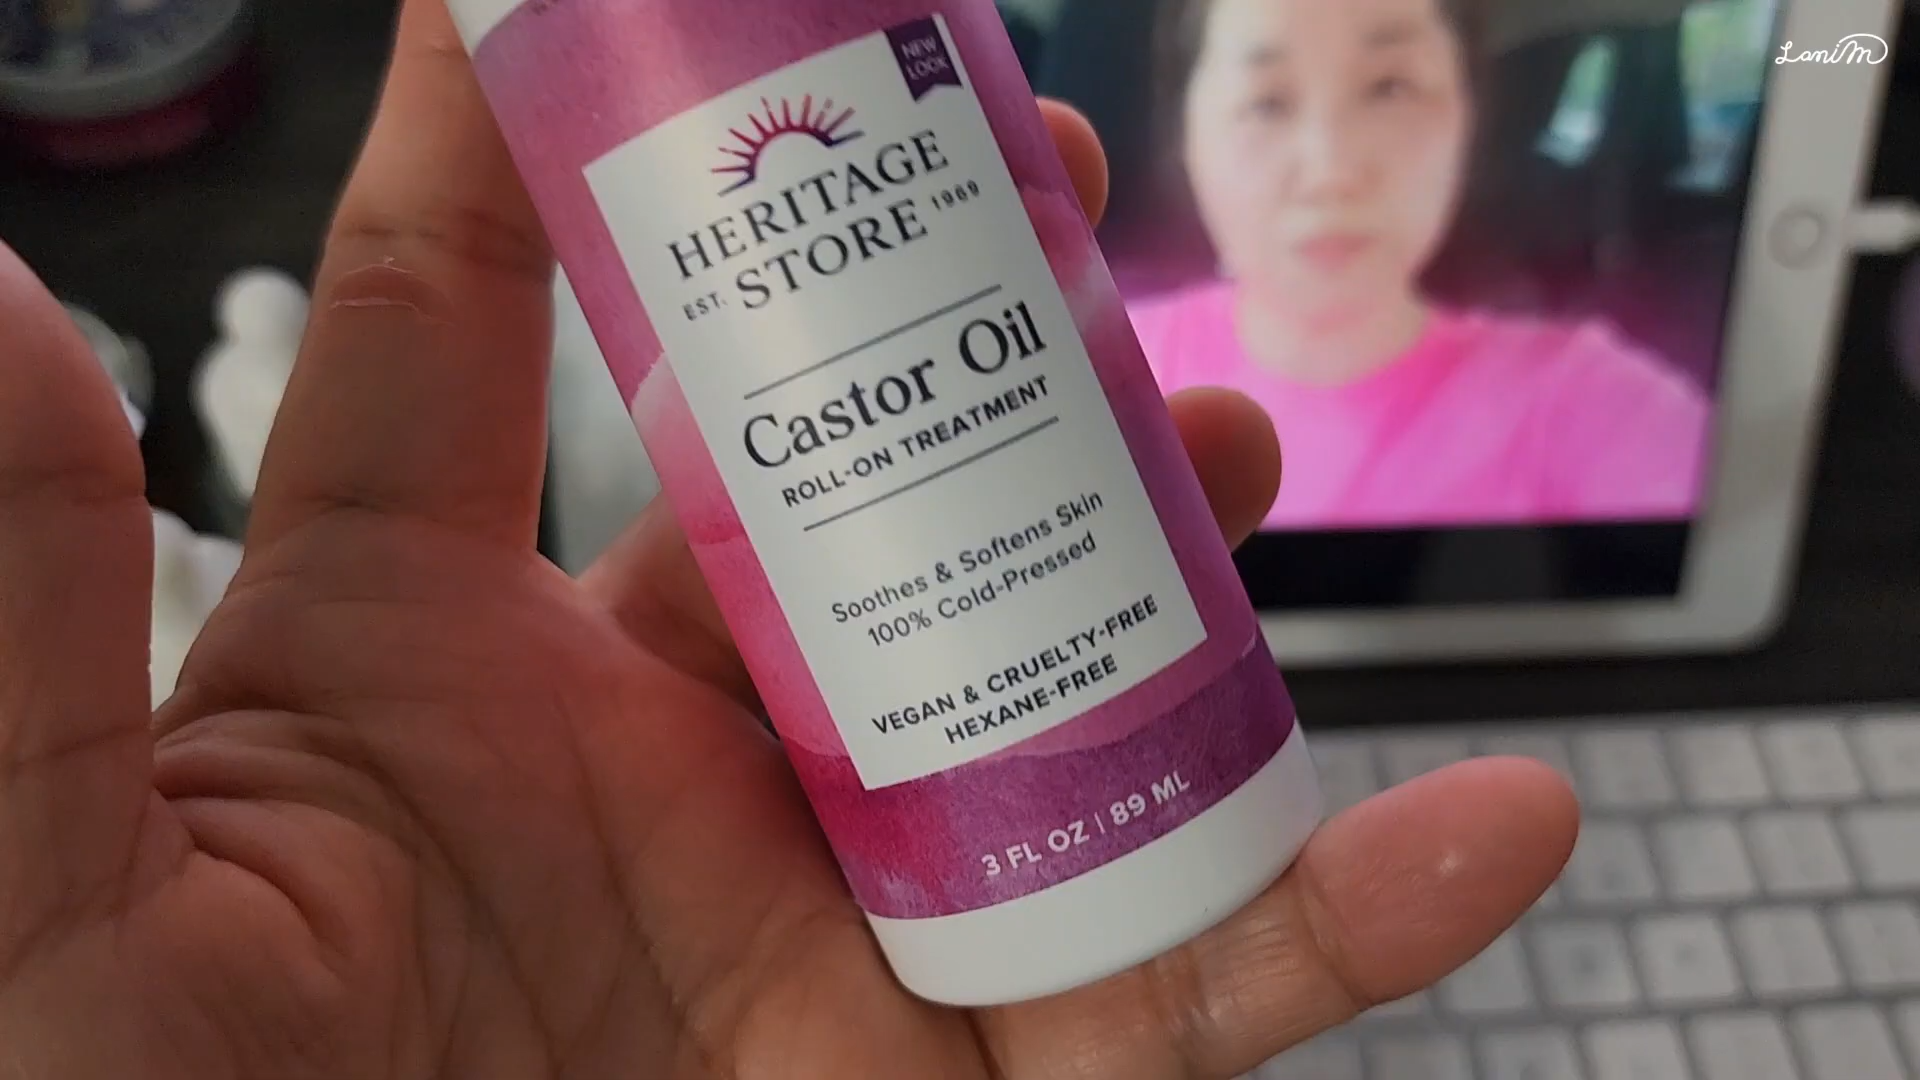 LaniM
NEW
LOOK
HERITAGE
EST. STORE 1969
Castor Oil
ROLL-ON TREATMENT
Soothes & Softens Skin
100% Cold-Pressed
VEGAN & CRUELTY-FREE
HEXANE-FREE
3 FL OZ | 89 ML